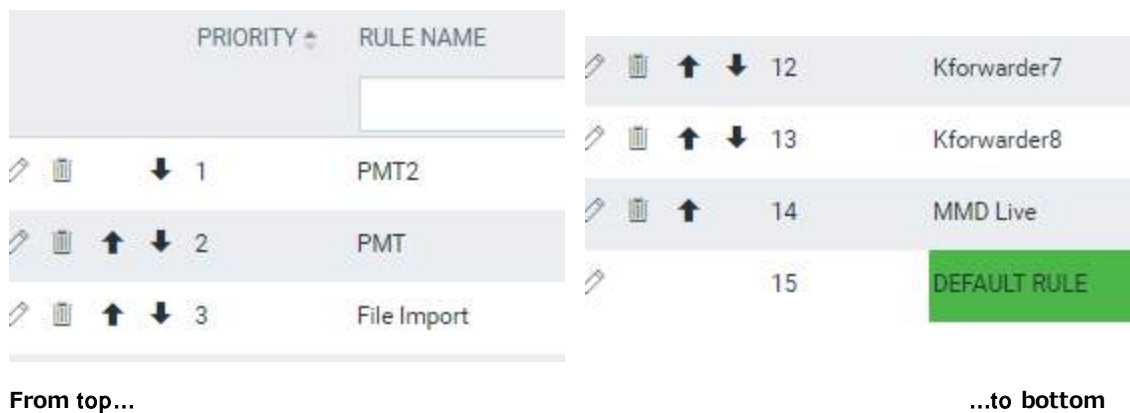 PRIORITY RULE NAME
1 PMT2
2 PMT
3 File Import
12 Kforwarder7
13 Kforwarder8
14 MMD Live
15 DEFAULT RULE
From top...
...to bottom